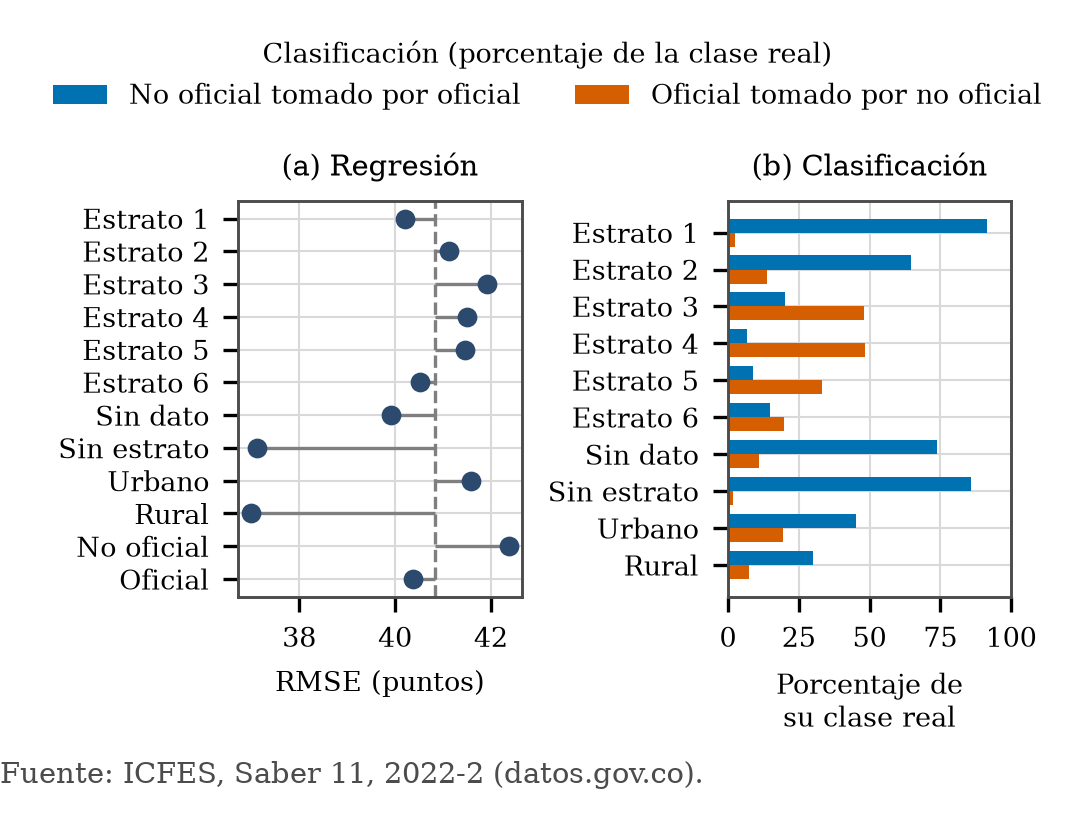 Clasificación (porcentaje de la clase real)
No oficial tomado por oficial
Oficial tomado por no oficial
(a) Regresión
Estrato 1
Estrato 2
Estrato 3
Estrato 4
Estrato 5
Estrato 6
Sin dato
Sin estrato
Urbano
Rural
No oficial
Oficial
38 40 42
RMSE (puntos)
(b) Clasificación
Estrato 1
Estrato 2
Estrato 3
Estrato 4
Estrato 5
Estrato 6
Sin dato
Sin estrato
Urbano
Rural
0 25 50 75 100
Porcentaje de
su clase real
Fuente: ICFES, Saber 11, 2022-2 (datos.gov.co).